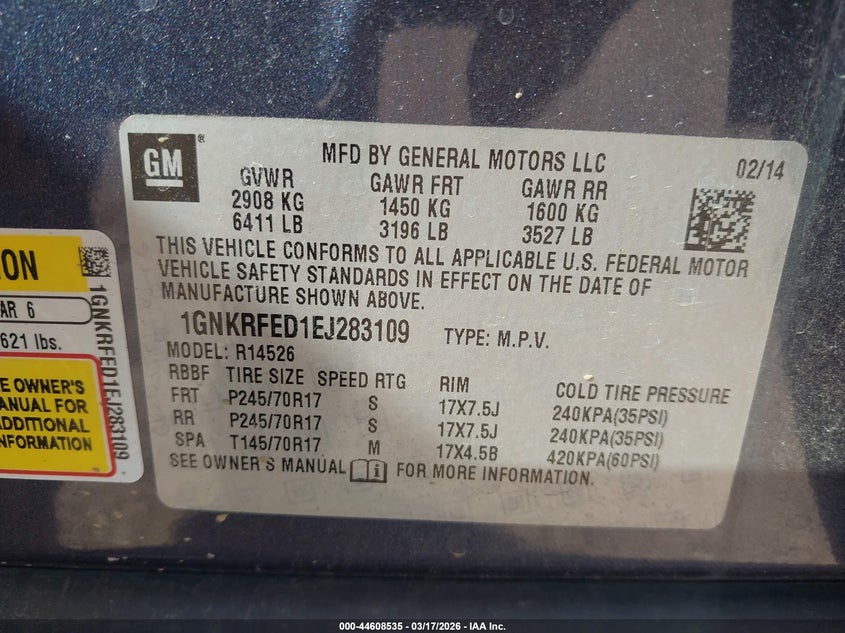 GM ®
MFD BY GENERAL MOTORS LLC 02/14
GVWR GAWR FRT GAWR RR
2908 KG 1450 KG 1600 KG
6411 LB 3196 LB 3527 LB
THIS VEHICLE CONFORMS TO ALL APPLICABLE U.S. FEDERAL MOTOR
VEHICLE SAFETY STANDARDS IN EFFECT ON THE DATE OF
MANUFACTURE SHOWN ABOVE.
1GNKRFED1EJ283109 TYPE: M.P.V.
MODEL: R14526
RBBF TIRE SIZE SPEED RTG RIM COLD TIRE PRESSURE
FRT P245/70R17 S 17X7.5J 240KPA(35PSI)
RR P245/70R17 S 17X7.5J 240KPA(35PSI)
SPA T145/70R17 M 17X4.5B 420KPA(60PSI)
SEE OWNER'S MANUAL i FOR MORE INFORMATION.
ON
AR 6
621 lbs.
E OWNER'S
ANUAL FOR
ADDITIONAL
INFORMATION
1GNKRFED1EJ283109
000-44608535 — 03/17/2026 - IAA Inc.